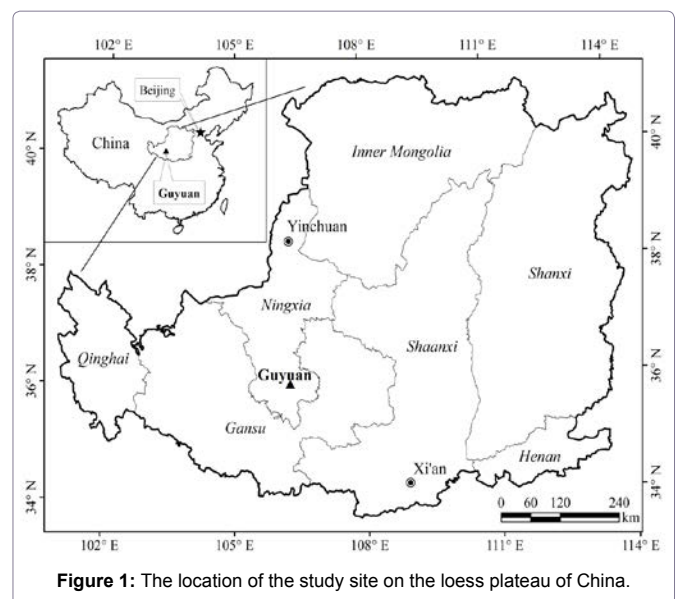 102° E 105° E 108° E 111° E 114° E
Beijing
China
Guyuan
40° N
40° N
Inner Mongolia
Yinchuan
38° N
38° N
Shanxi
Ningxia
Shaanxi
Qinghai
Guyuan
36° N
36° N
Gansu
Henan
Xi'an
34° N
34° N
0 60 120 240
km
102° E 105° E 108° E 111° E 114° E
Figure 1: The location of the study site on the loess plateau of China.